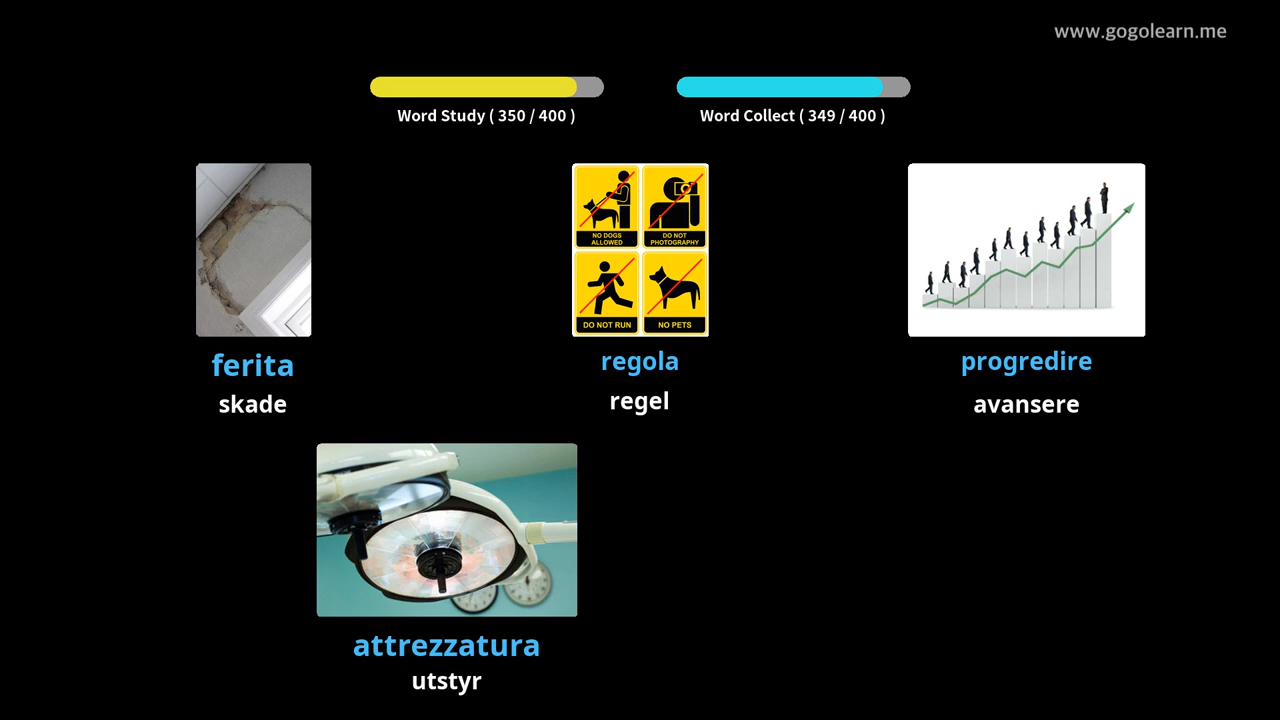 www.gogolearn.me
Word Study ( 350 / 400 )
Word Collect ( 349 / 400 )
NO DOGS
ALLOWED
DO NOT
PHOTOGRAPHY
DO NOT RUN
NO PETS
ferita
regola
progredire
skade
regel
avansere
attrezzatura
utstyr